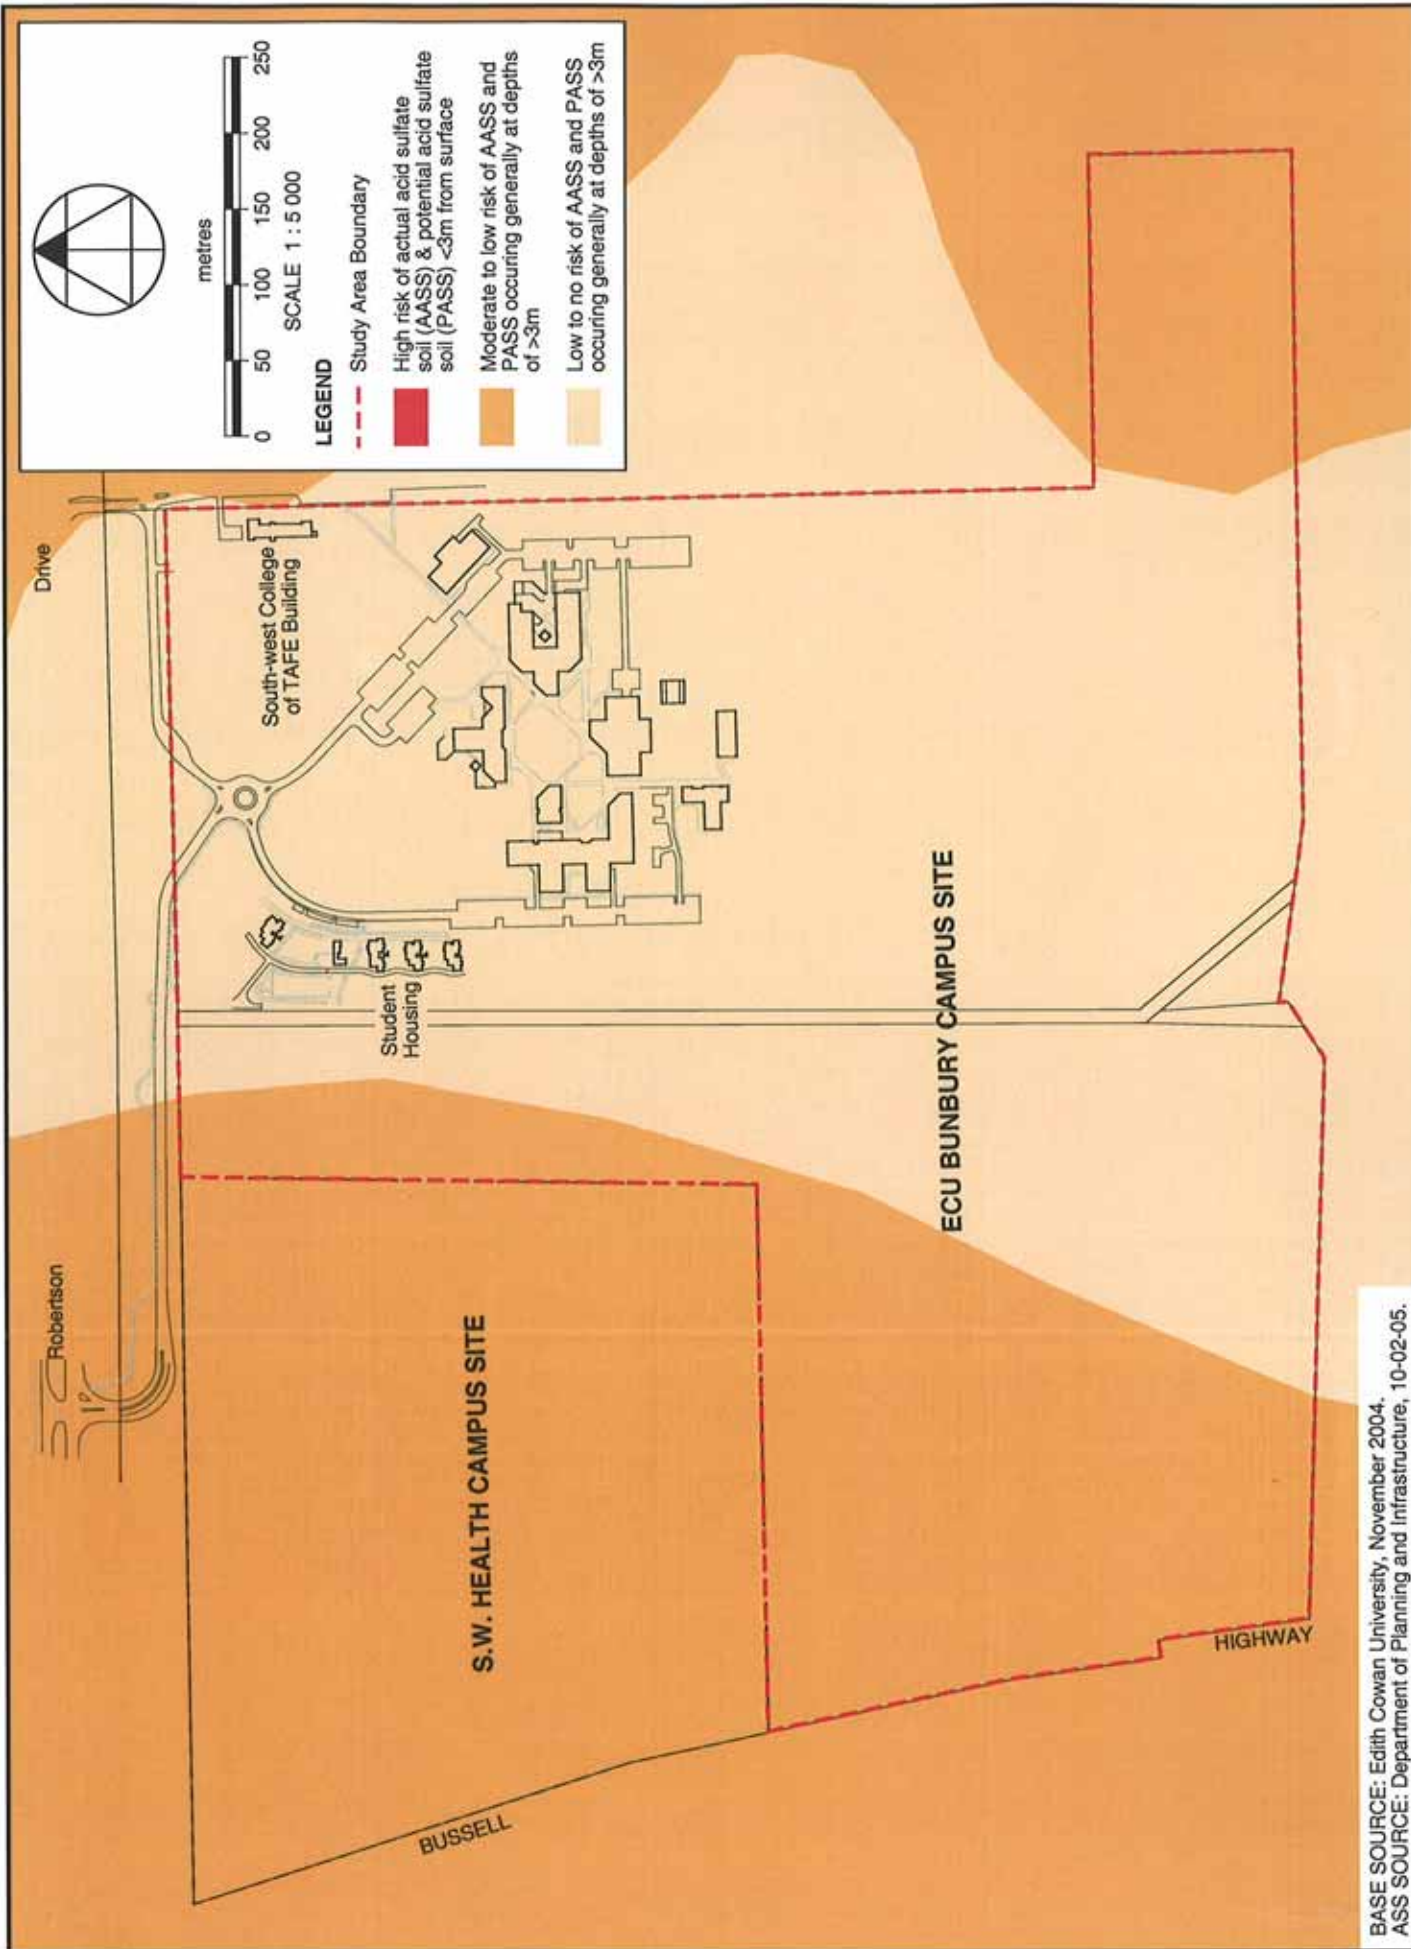 metres
0 50 100 150 200 250
SCALE 1 : 5 000
LEGEND
Study Area Boundary
High risk of actual acid sulfate
soil (AASS) & potential acid sulfate
soil (PASS) <3m from surface
Moderate to low risk of AASS and
PASS occuring generally at depths
of >3m
Low to no risk of AASS and PASS
occuring generally at depths of >3m
Robertson
Drive
South-west College
of TAFE Building
Student
Housing
S.W. HEALTH CAMPUS SITE
ECU BUNBURY CAMPUS SITE
BUSSELL
HIGHWAY
BASE SOURCE: Edith Cowan University, November 2004.
ASS SOURCE: Department of Planning and Infrastructure, 10-02-05.